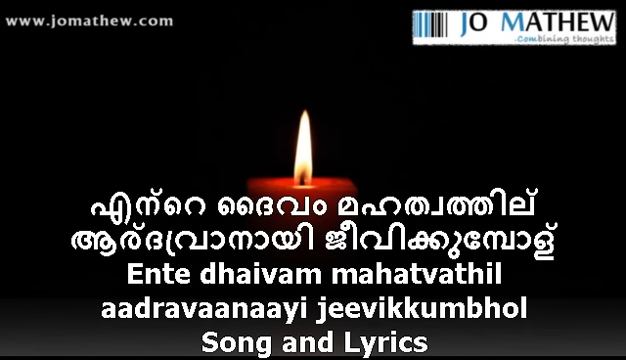 www.jomathew.com
JO MATHEW
Combining thoughts
എന്റെ ദൈവം മഹത്വത്തില്
ആര്ദ്രവാനായി ജീവിക്കുമ്പോള്
Ente dhaivam mahatvathil
aadravaanaayi jeevikkumbhol
Song and Lyrics